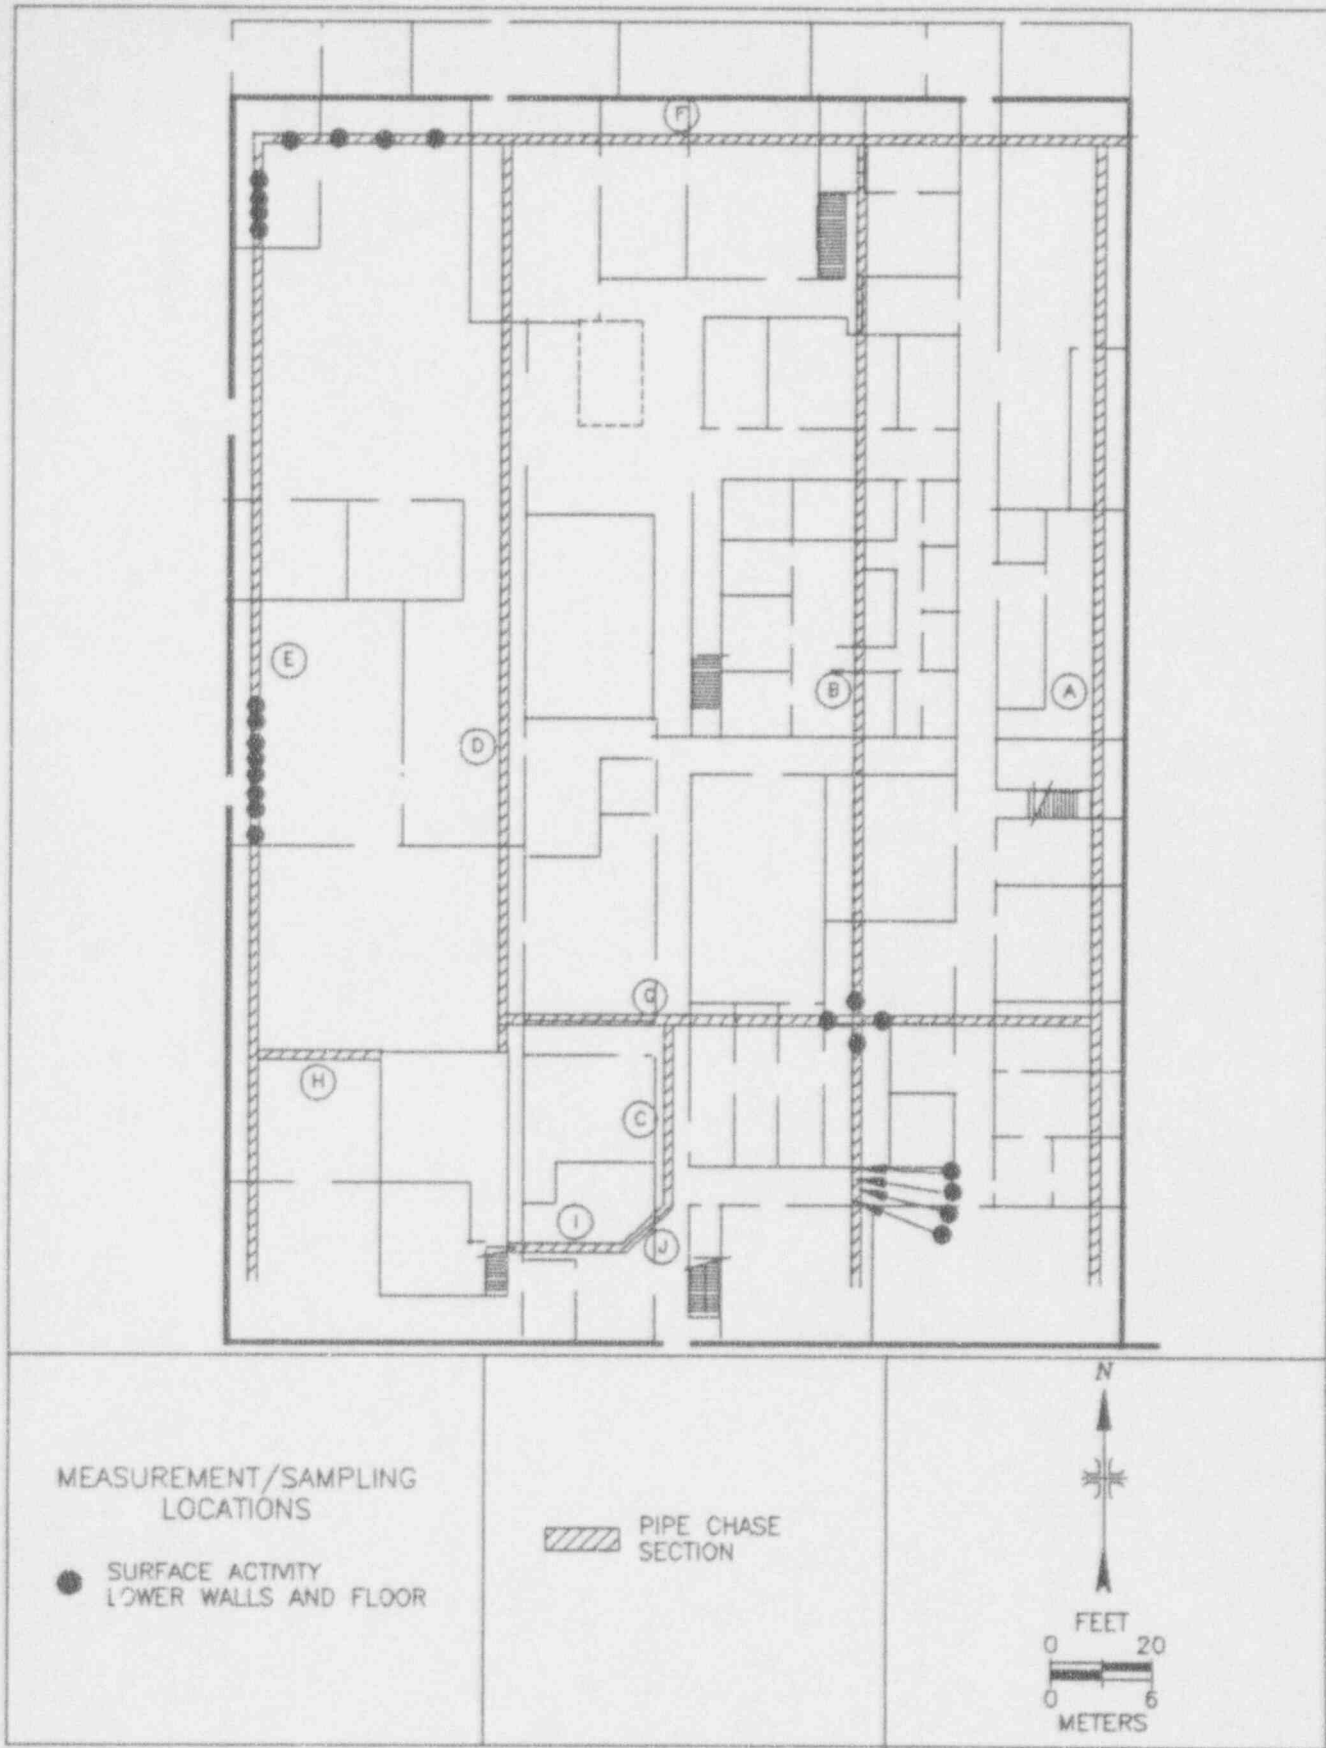 F
E
B
A
D
G
H
C
I
J
MEASUREMENT/SAMPLING
LOCATIONS
SURFACE ACTIVITY
LOWER WALLS AND FLOOR
PIPE CHASE
SECTION
N
FEET
0 20
0 6
METERS